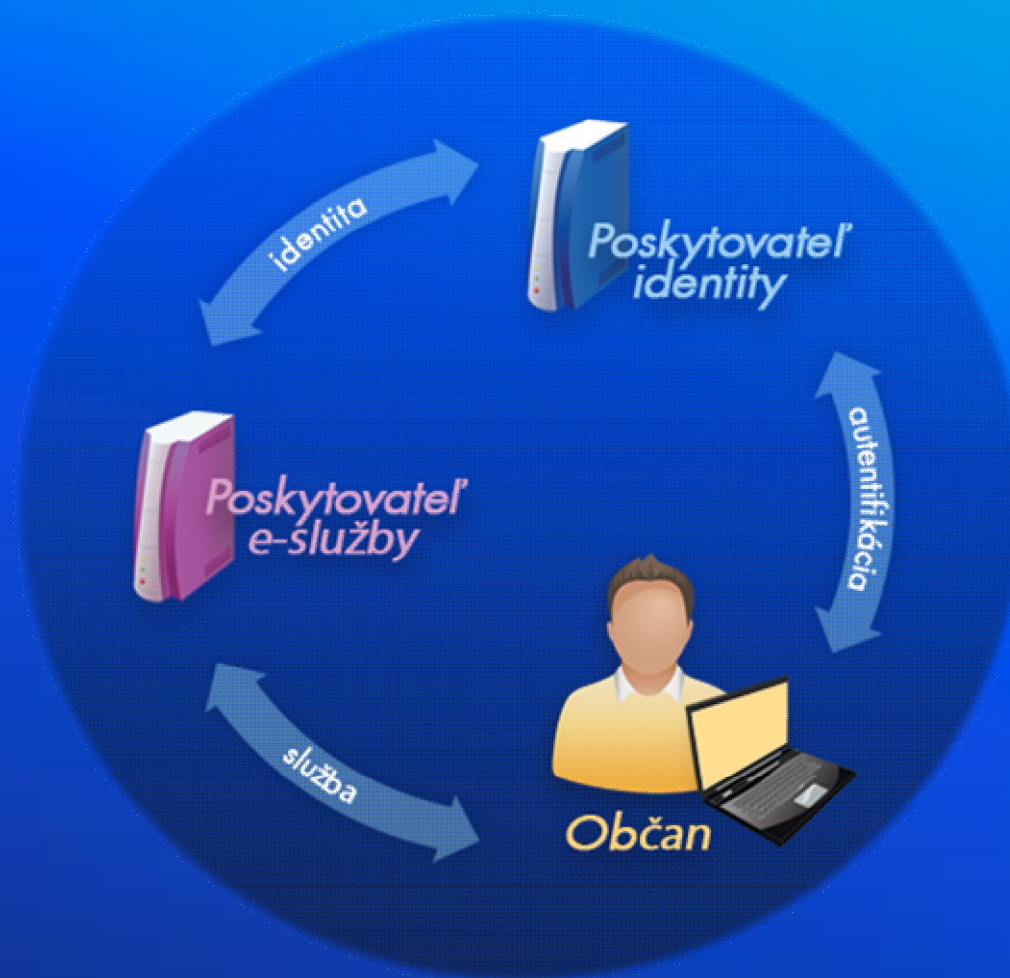 identita
Poskytovateľ
identity
autentifikácia
Poskytovateľ
e-služby
služba
Občan